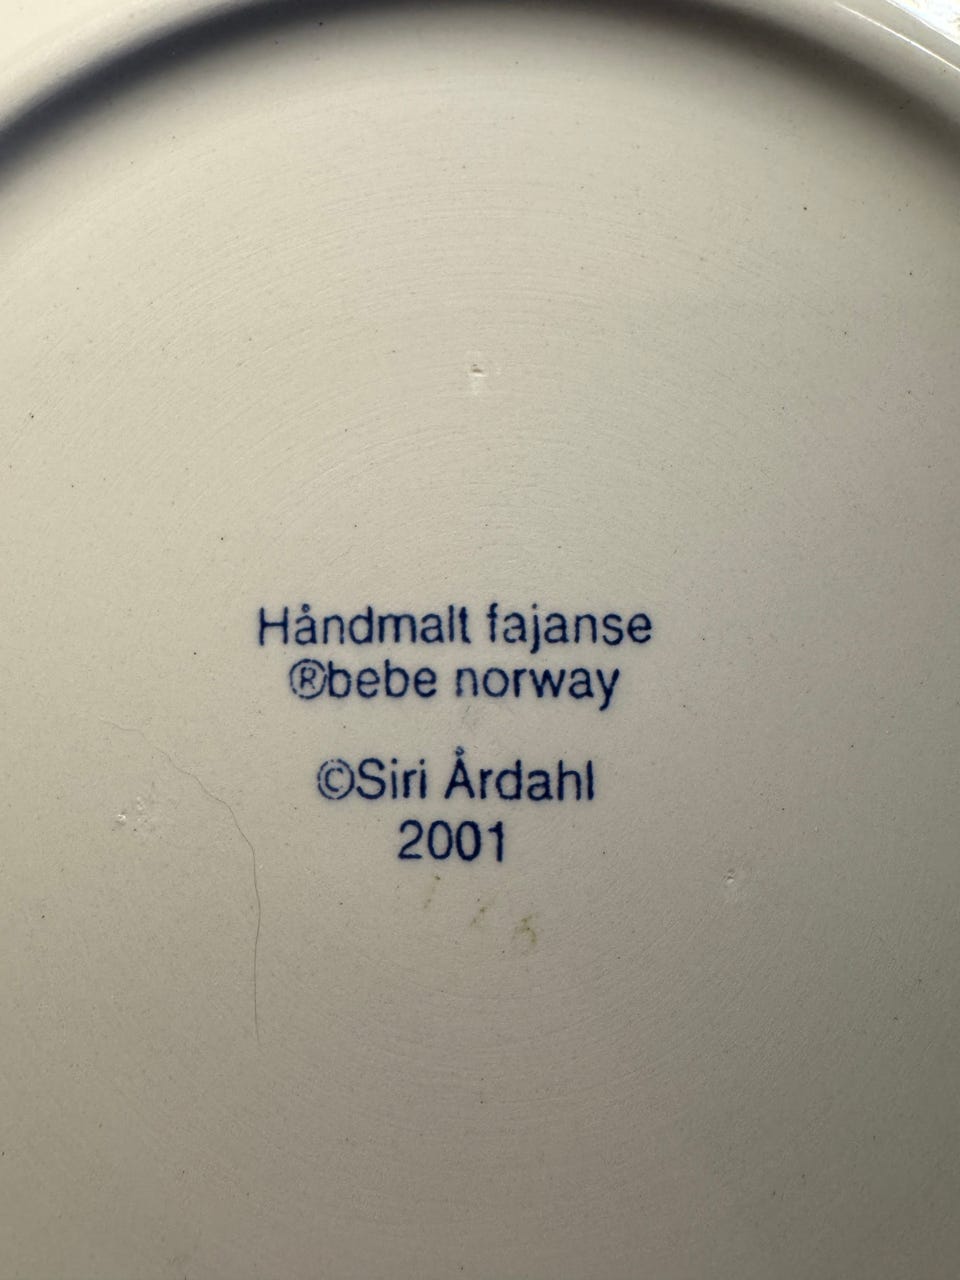 Håndmalt fajanse
®bebe norway
©Siri Årdahl
2001